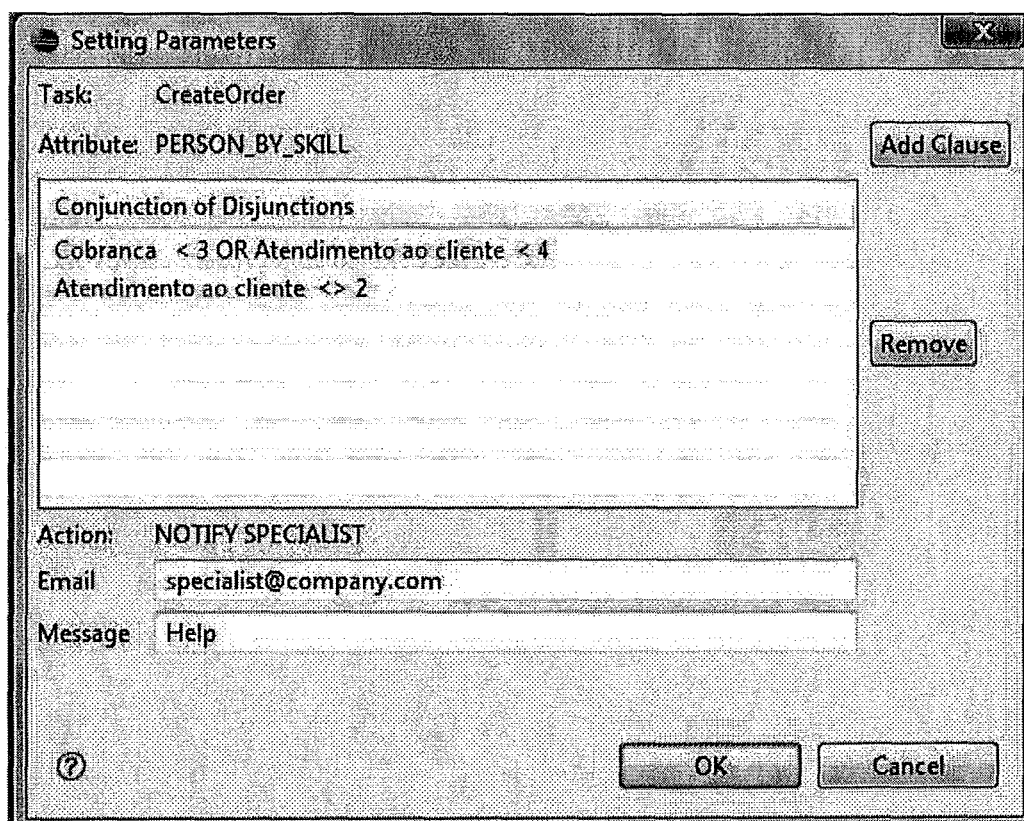 Setting Parameters
Task: CreateOrder
Attribute: PERSON_BY_SKILL
Add Clause
Conjunction of Disjunctions
Cobranca < 3 OR Atendimento ao cliente < 4
Atendimento ao cliente <> 2
Remove
Action: NOTIFY SPECIALIST
Email specialist@company.com
Message Help
OK Cancel